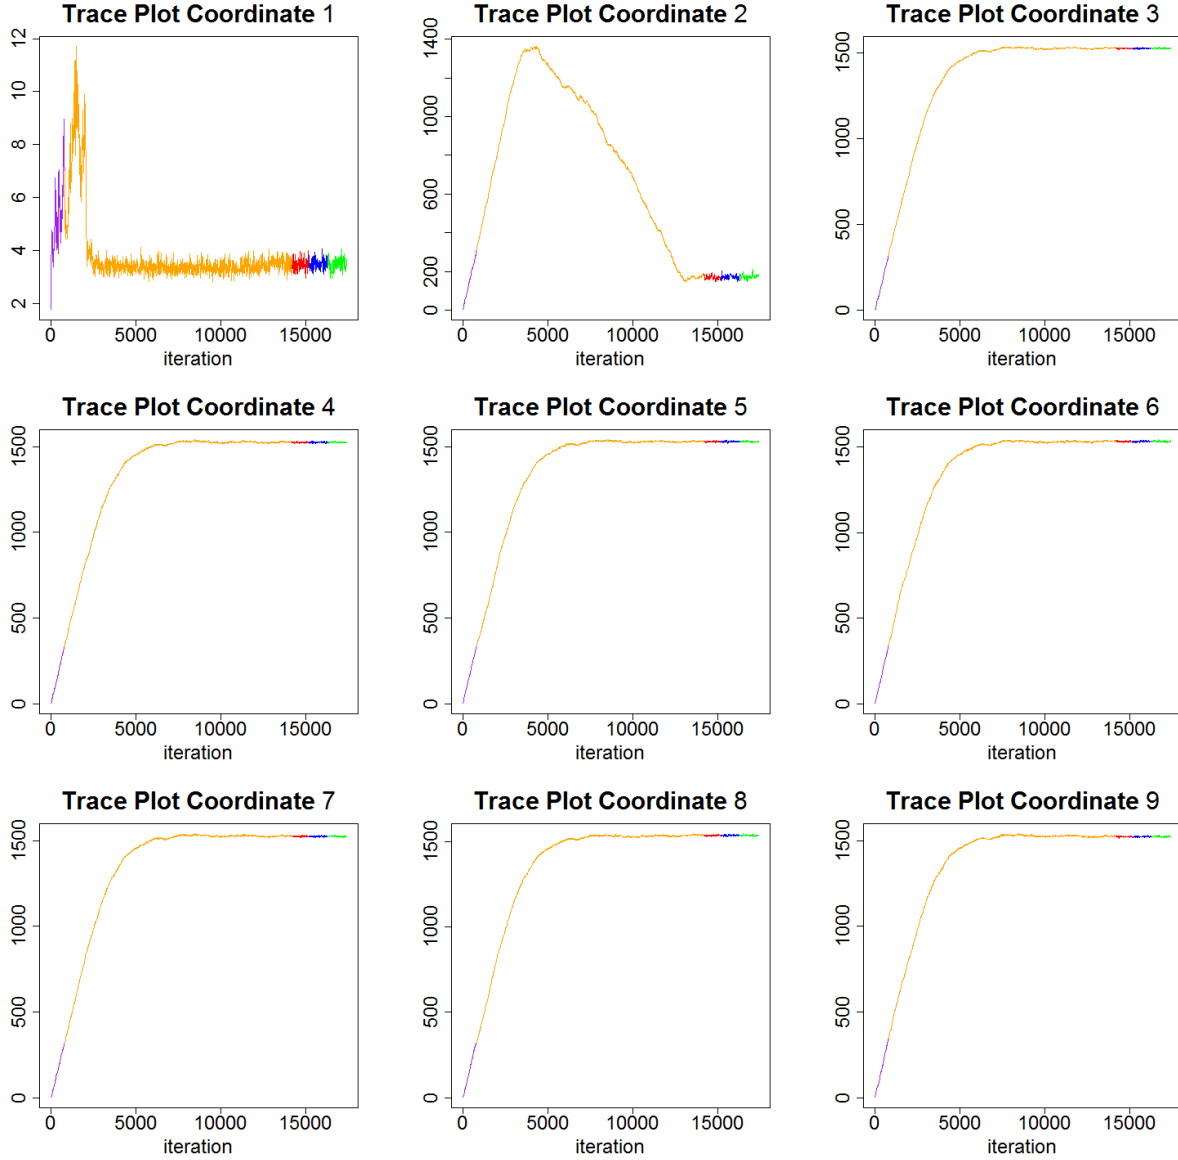 Trace Plot Coordinate 1
12
10
8
6
4
2
0 5000 10000 15000
iteration
Trace Plot Coordinate 2
1400
1000
600
200
0
0 5000 10000 15000
iteration
Trace Plot Coordinate 3
1500
1000
500
0
0 5000 10000 15000
iteration
Trace Plot Coordinate 4
1500
1000
500
0
0 5000 10000 15000
iteration
Trace Plot Coordinate 5
1500
1000
500
0
0 5000 10000 15000
iteration
Trace Plot Coordinate 6
1500
1000
500
0
0 5000 10000 15000
iteration
Trace Plot Coordinate 7
1500
1000
500
0
0 5000 10000 15000
iteration
Trace Plot Coordinate 8
1500
1000
500
0
0 5000 10000 15000
iteration
Trace Plot Coordinate 9
1500
1000
500
0
0 5000 10000 15000
iteration